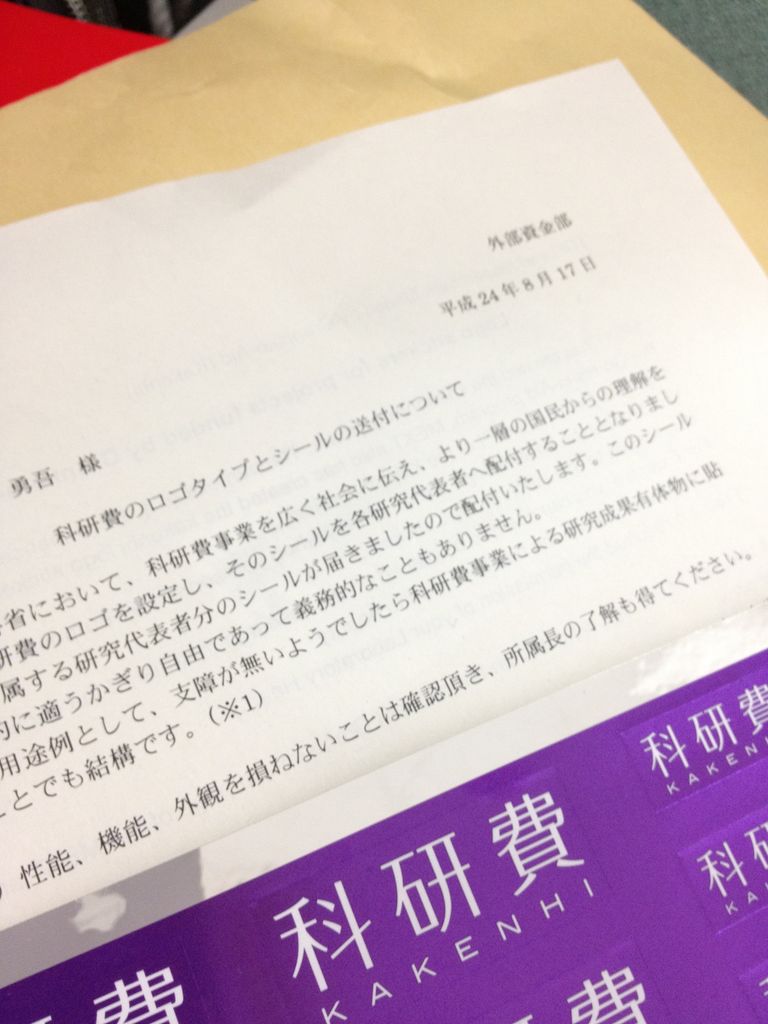 外部資金部
平成24年8月17日
勇吾 様
科研費のロゴタイプとシールの送付について
省において、科研費事業を広く社会に伝え、より一層の国民からの理解を
研費のロゴを設定し、そのシールを各研究代表者へ配付することとなりまし
属する研究代表者分のシールが届きましたので配付いたします。このシール
的に適うかぎり自由であって義務的なこともありません。
用途例として、支障が無いようでしたら科研費事業による研究成果有体物に貼
ことでも結構です。(※1)
) 性能、機能、外観を損ねないことは確認頂き、所属長の了解も得てください。
科研費
KAKENHI
科研費
KAKENHI
科研
KA
費
費